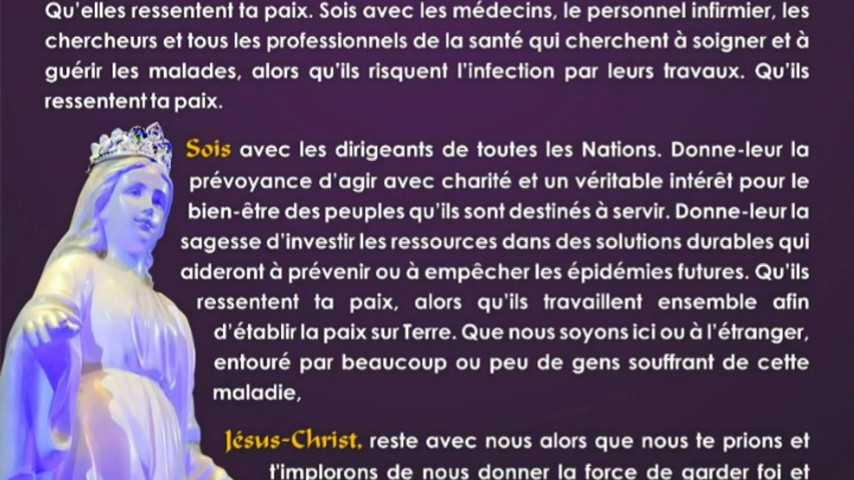 Qu'elles ressentent ta paix. Sois avec les médecins, le personnel infirmier, les
chercheurs et tous les professionnels de la santé qui cherchent à soigner et à
guérir les malades, alors qu'ils risquent l'infection par leurs travaux. Qu'ils
ressentent ta paix.
Sois avec les dirigeants de toutes les Nations. Donne-leur la
prévoyance d'agir avec charité et un véritable intérêt pour le
bien-être des peuples qu'ils sont destinés à servir. Donne-leur la
sagesse d'investir les ressources dans des solutions durables qui
aideront à prévenir ou à empêcher les épidémies futures. Qu'ils
ressentent ta paix, alors qu'ils travaillent ensemble afin
d'établir la paix sur Terre. Que nous soyons ici ou à l'étranger,
entouré par beaucoup ou peu de gens souffrant de cette
maladie,
Jésus-Christ, reste avec nous alors que nous te prions et
t'implorons de nous donner la force de garder foi et